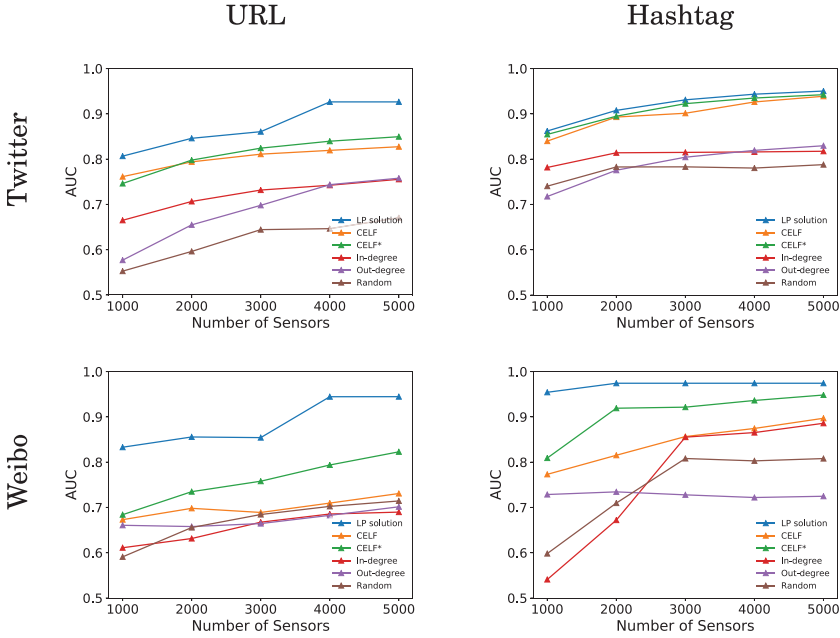 URL
Hashtag
Twitter
1.0
0.9
0.8
0.7
0.6
0.5
AUC
LP solution
CELF
CELF*
In-degree
Out-degree
Random
1000 2000 3000 4000 5000
Number of Sensors
1.0
0.9
0.8
0.7
0.6
0.5
AUC
LP solution
CELF
CELF*
In-degree
Out-degree
Random
1000 2000 3000 4000 5000
Number of Sensors
Weibo
1.0
0.9
0.8
0.7
0.6
0.5
AUC
LP solution
CELF
CELF*
In-degree
Out-degree
Random
1000 2000 3000 4000 5000
Number of Sensors
1.0
0.9
0.8
0.7
0.6
0.5
AUC
LP solution
CELF
CELF*
In-degree
Out-degree
Random
1000 2000 3000 4000 5000
Number of Sensors